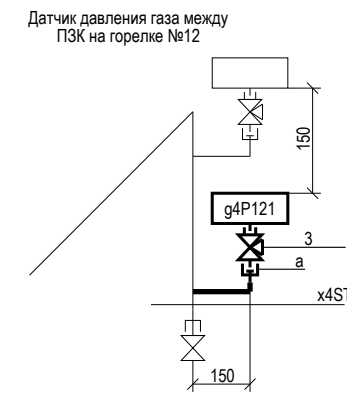 Датчик давления газа между
ПЗК на горелке №12
150
g4P121
3
a
x4ST
150